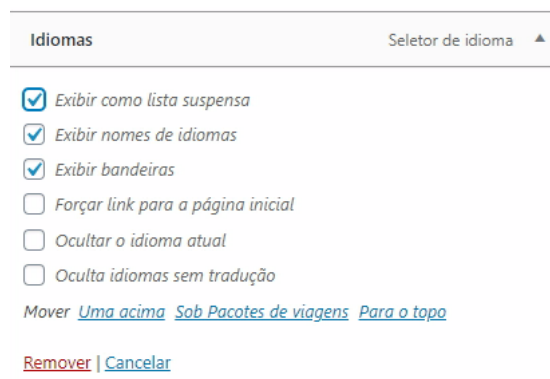 Idiomas Seletor de idioma
Exibir como lista suspensa
Exibir nomes de idiomas
Exibir bandeiras
Forçar link para a página inicial
Ocultar o idioma atual
Oculta idiomas sem tradução
Mover Uma acima Sob Pacotes de viagens Para o topo
Remover | Cancelar